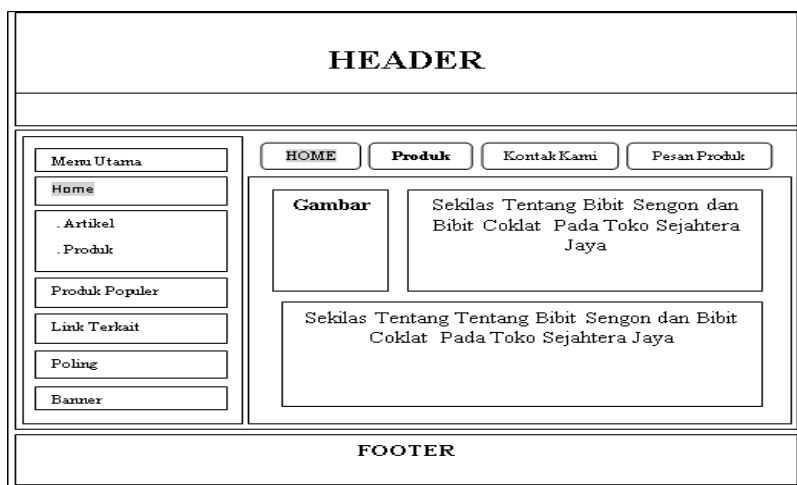 HEADER
Menu Utama
Home
. Artikel
. Produk
Produk Populer
Link Terkait
Poling
Banner
HOME
Produk
Kontak Kami
Pesan Produk
Gambar
Sekilas Tentang Bibit Sengon dan
Bibit Coklat Pada Toko Sejahtera
Jaya
Sekilas Tentang Tentang Bibit Sengon dan Bibit
Coklat Pada Toko Sejahtera Jaya
FOOTER